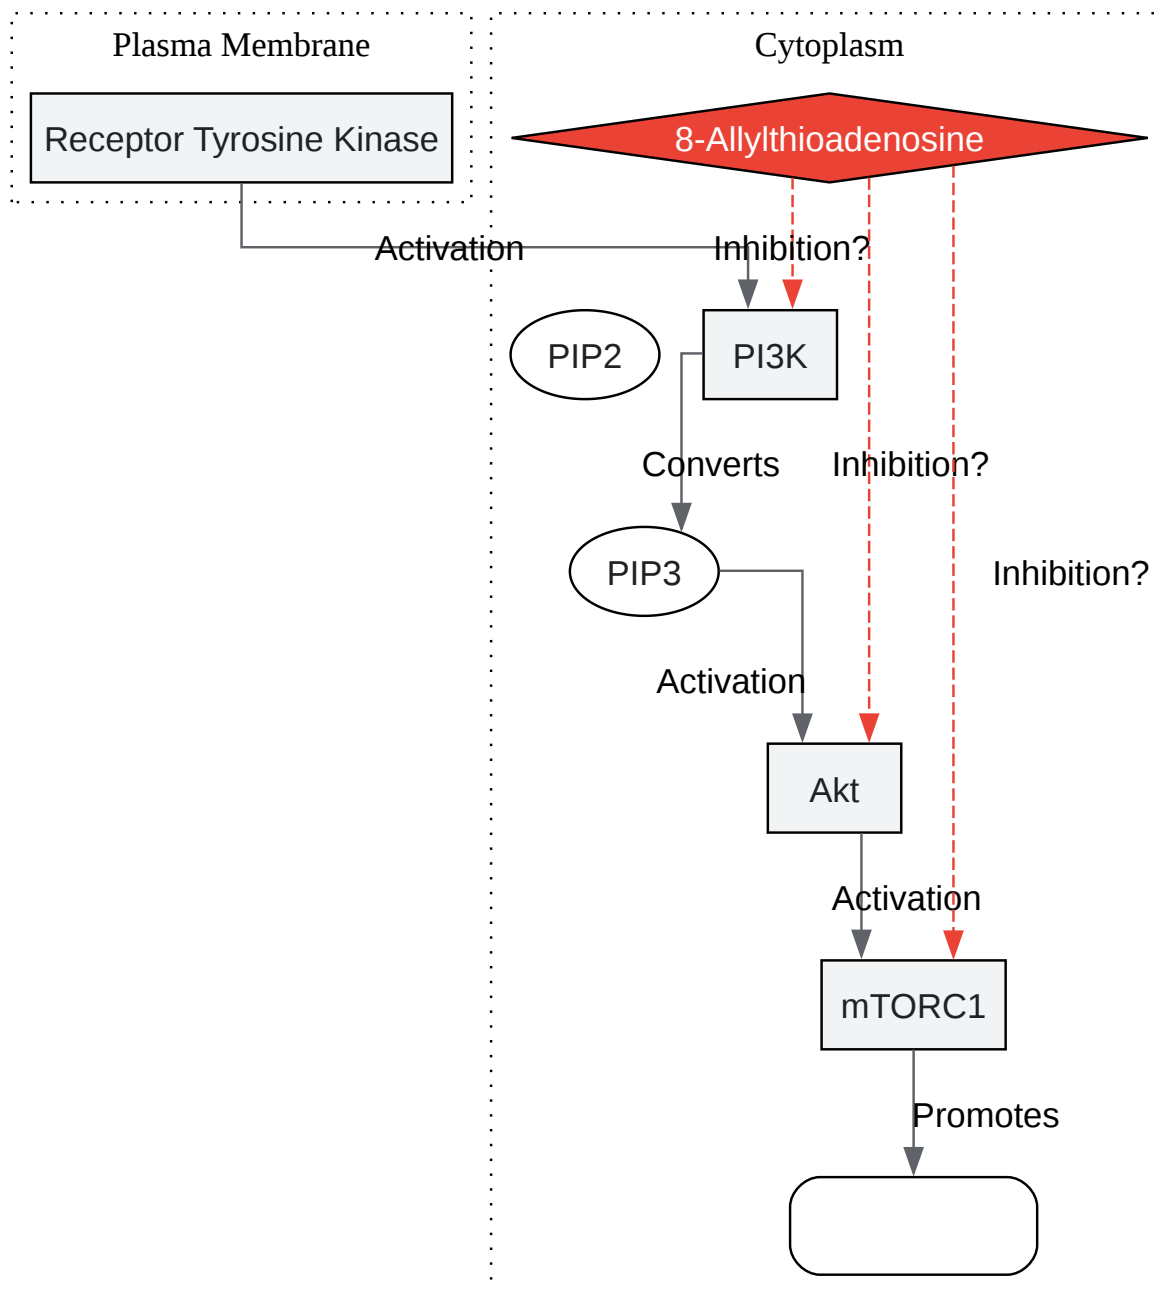 Plasma Membrane
Cytoplasm
Receptor Tyrosine Kinase
8-Allylthioadenosine
Activation
Inhibition?
PIP2
PI3K
Converts
Inhibition?
PIP3
Inhibition?
Activation
Akt
Activation
mTORC1
Promotes